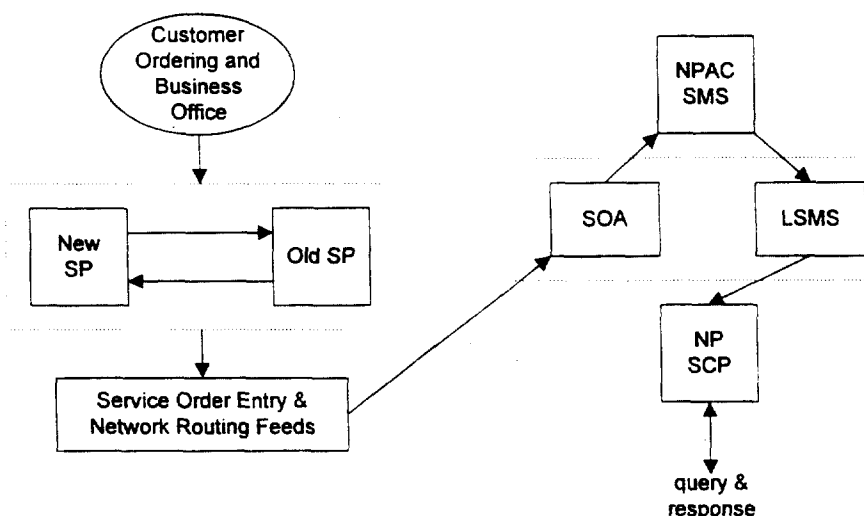 Customer
Ordering and
Business
Office
New
SP
Old SP
Service Order Entry &
Network Routing Feeds
NPAC
SMS
SOA
LSMS
NP
SCP
query &
response